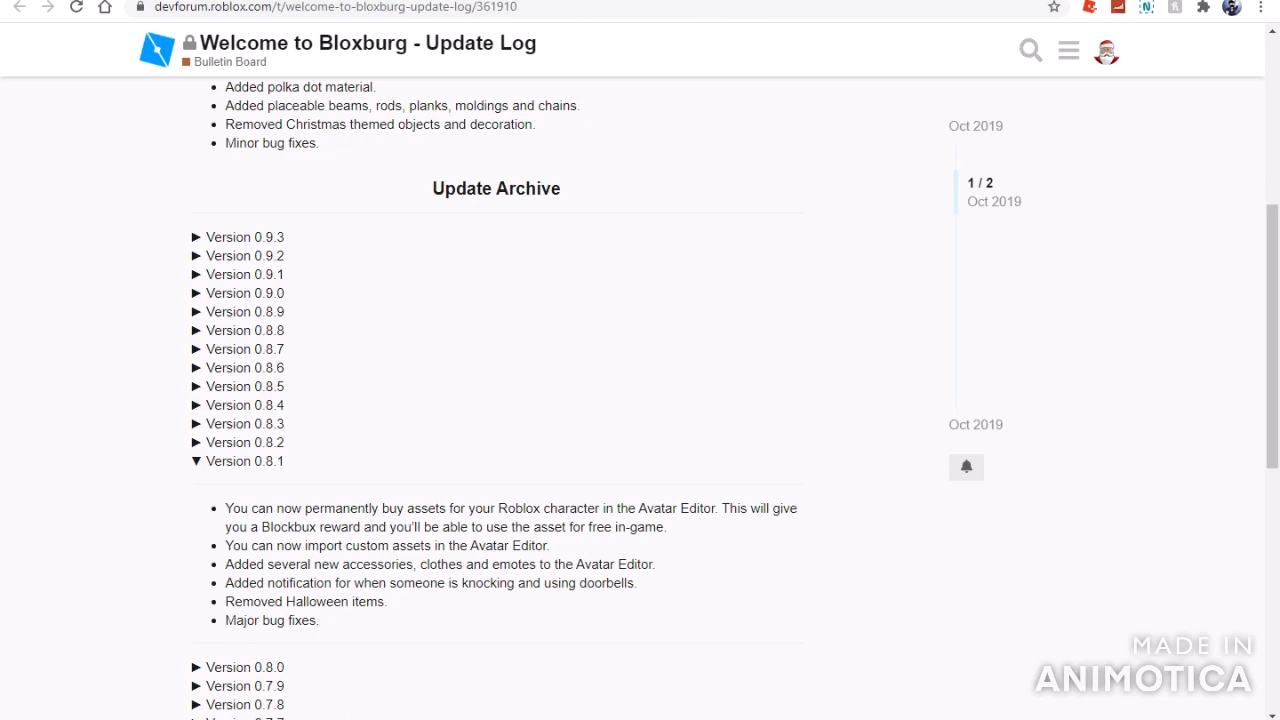 devforum.roblox.com/t/welcome-to-bloxburg-update-log/361910
Welcome to Bloxburg - Update Log
Bulletin Board
• Added polka dot material.
• Added placeable beams, rods, planks, moldings and chains.
• Removed Christmas themed objects and decoration.
• Minor bug fixes.
Update Archive
▶ Version 0.9.3
▶ Version 0.9.2
▶ Version 0.9.1
▶ Version 0.9.0
▶ Version 0.8.9
▶ Version 0.8.8
▶ Version 0.8.7
▶ Version 0.8.6
▶ Version 0.8.5
▶ Version 0.8.4
▶ Version 0.8.3
▶ Version 0.8.2
▼ Version 0.8.1
• You can now permanently buy assets for your Roblox character in the Avatar Editor. This will give
you a Blockbux reward and you'll be able to use the asset for free in-game.
• You can now import custom assets in the Avatar Editor.
• Added several new accessories, clothes and emotes to the Avatar Editor.
• Added notification for when someone is knocking and using doorbells.
• Removed Halloween items.
• Major bug fixes.
▶ Version 0.8.0
▶ Version 0.7.9
▶ Version 0.7.8
Oct 2019
1 / 2
Oct 2019
Oct 2019
MADE IN
ANIMOTICA